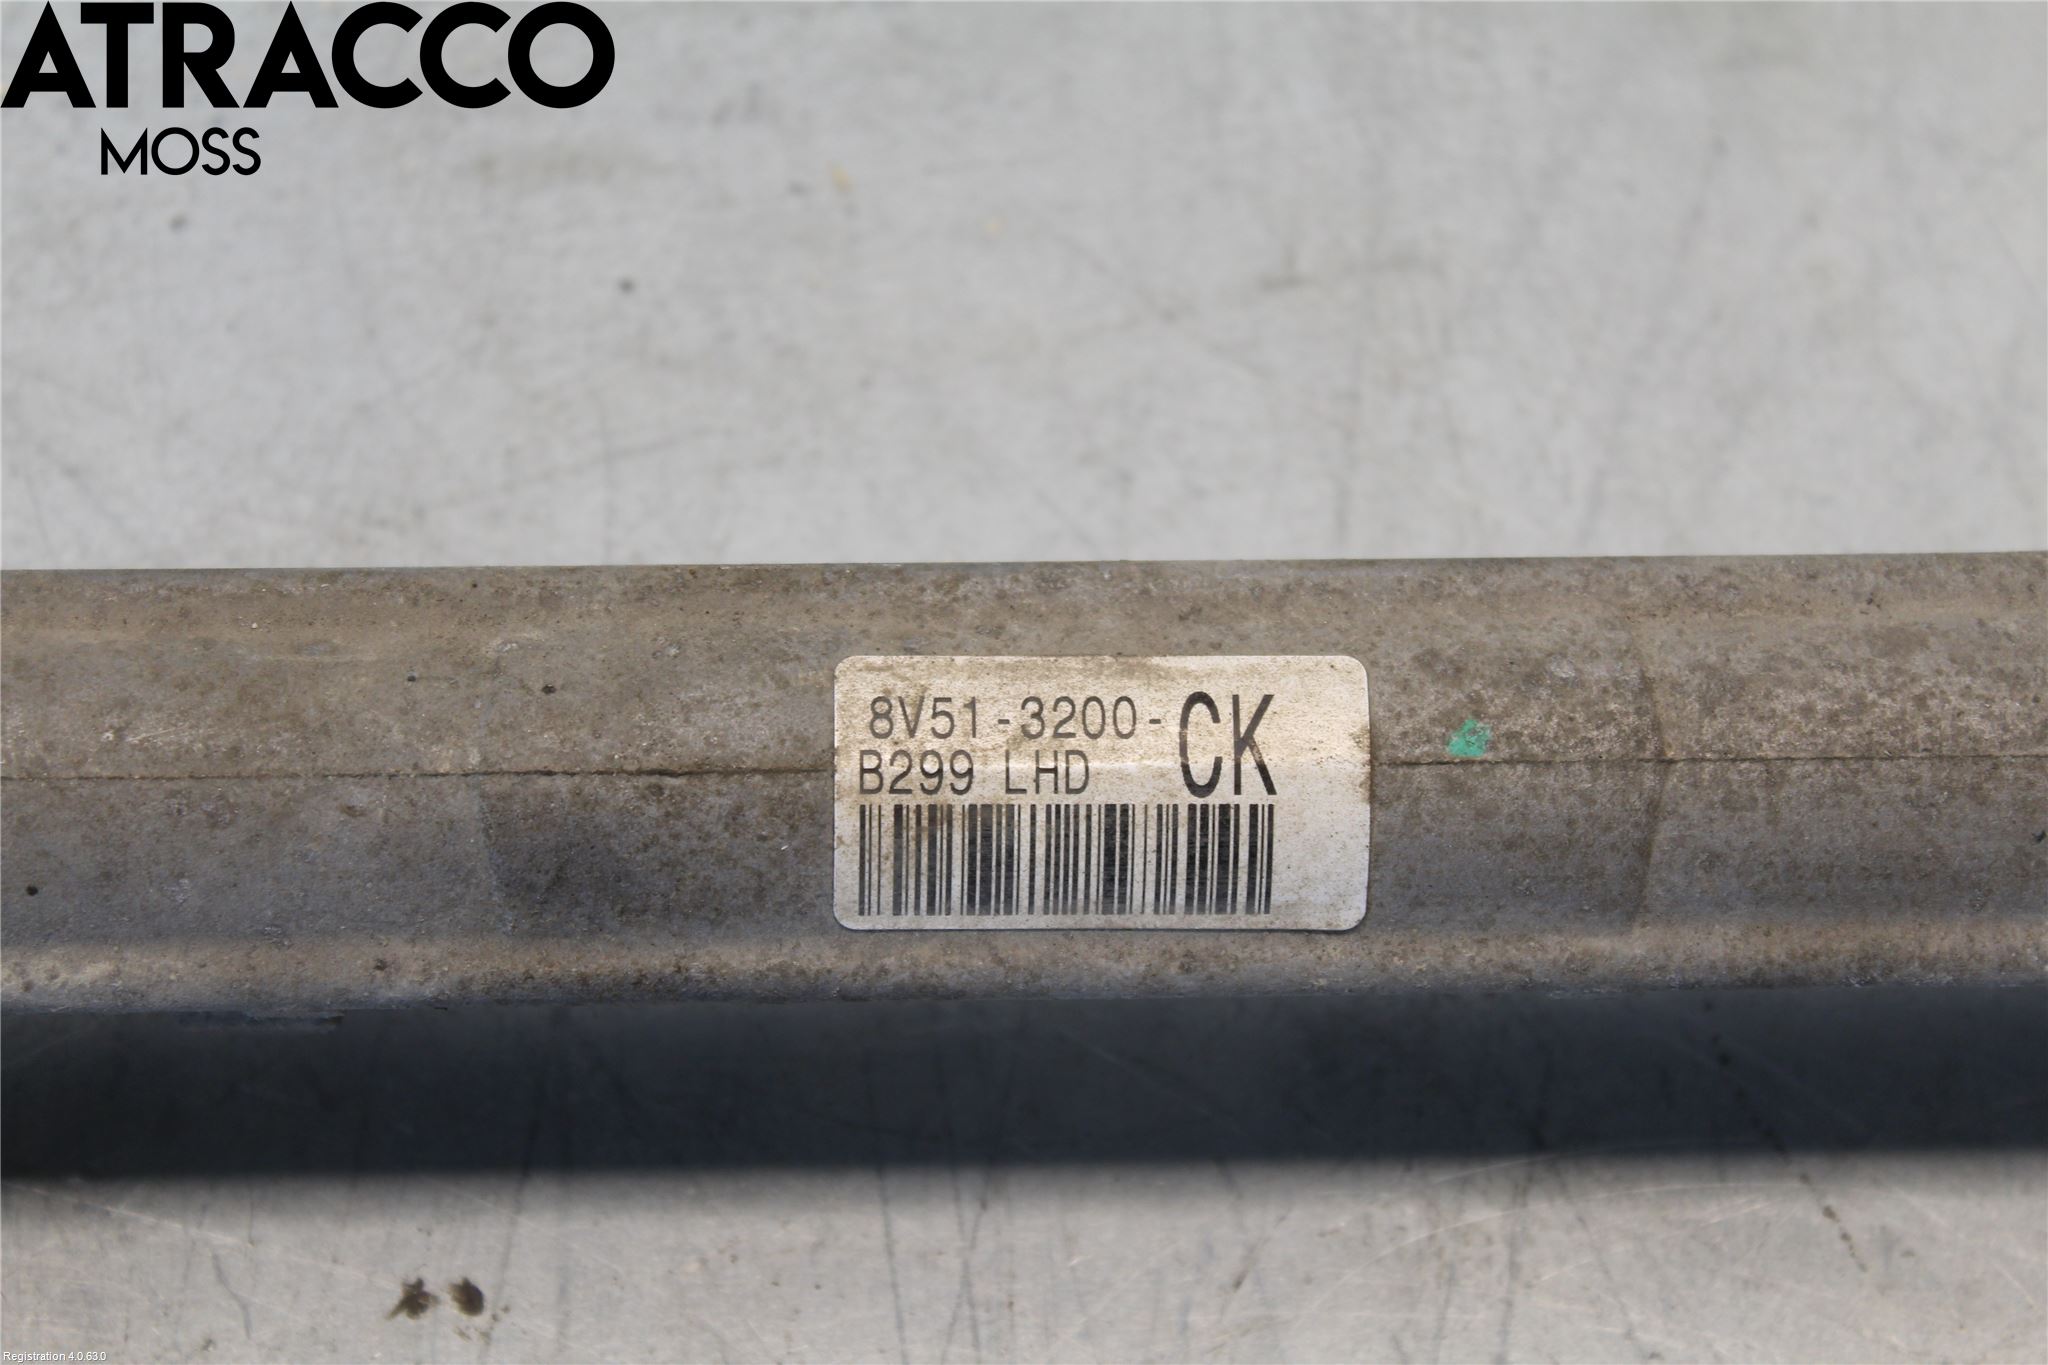 ATRACCO
MOSS
8V51-3200-CK
B299 LHD
Registration 4.0.63.0